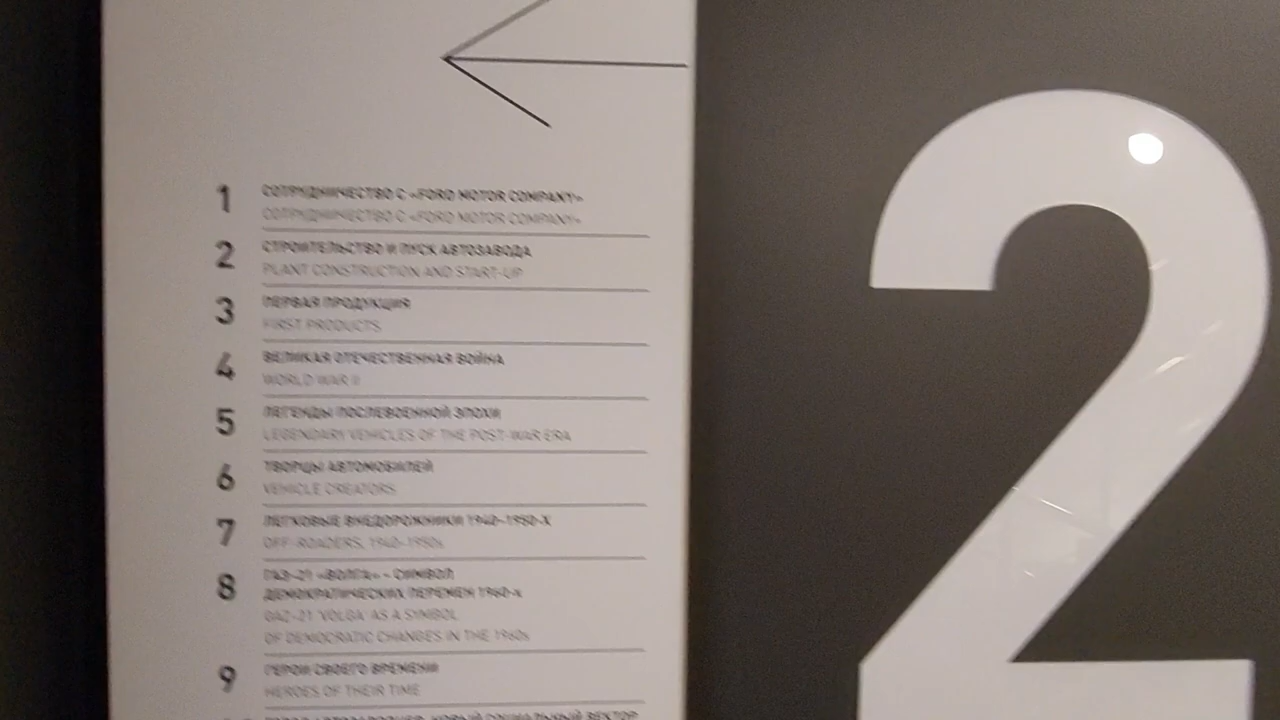 1
СОТРУДНИЧЕСТВО С «FORD MOTOR COMPANY»
СОТРУДНИЧЕСТВО С «FORD MOTOR COMPANY»
2
СТРОИТЕЛЬСТВО И ПУСК АВТОЗАВОДА
PLANT CONSTRUCTION AND START-UP
3
ПЕРВАЯ ПРОДУКЦИЯ
FIRST PRODUCTS
4
ВЕЛИКАЯ ОТЕЧЕСТВЕННАЯ ВОЙНА
WORLD WAR II
5
ЛЕГЕНДЫ ПОСЛЕВОЕННОЙ ЭПОХИ
LEGENDARY VEHICLES OF THE POST-WAR ERA
6
ТВОРЦЫ АВТОМОБИЛЕЙ
VEHICLE CREATORS
7
ЛЕГКОВЫЕ ВНЕДОРОЖНИКИ 1940-1950-Х
OFF-ROADERS, 1940-1950s
8
ГАЗ-21 «ВОЛГА» - СИМВОЛ
ДЕМОКРАТИЧЕСКИХ ПЕРЕМЕН 1960-х
GAZ-21 'VOLGA' AS A SYMBOL
OF DEMOCRATIC CHANGES IN THE 1960s
9
ГЕРОИ СВОЕГО ВРЕМЕНИ
HEROES OF THEIR TIME
НОВЫЙ СОЦИАЛЬНЫЙ ВЕКТОР
2